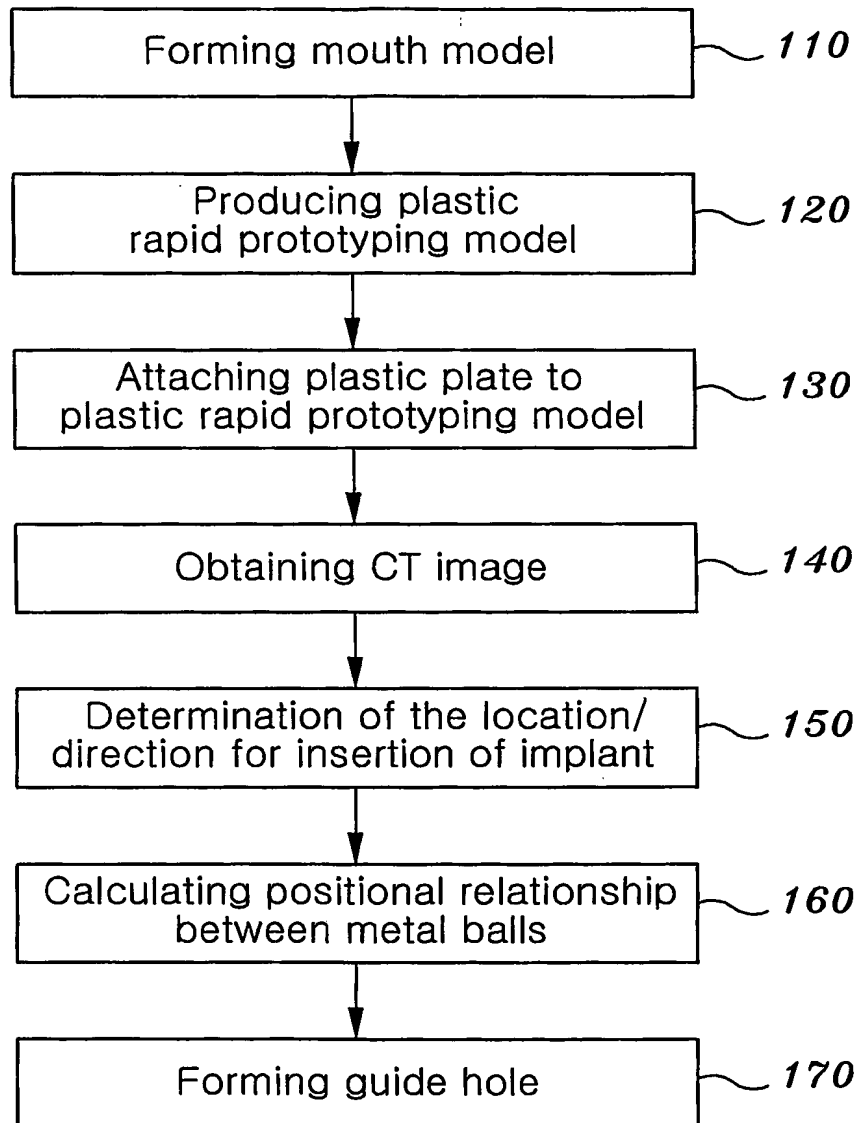 Forming mouth model
110
Producing plastic
rapid prototyping model
120
Attaching plastic plate to
plastic rapid prototyping model
130
Obtaining CT image
140
Determination of the location/
direction for insertion of implant
150
Calculating positional relationship
between metal balls
160
Forming guide hole
170